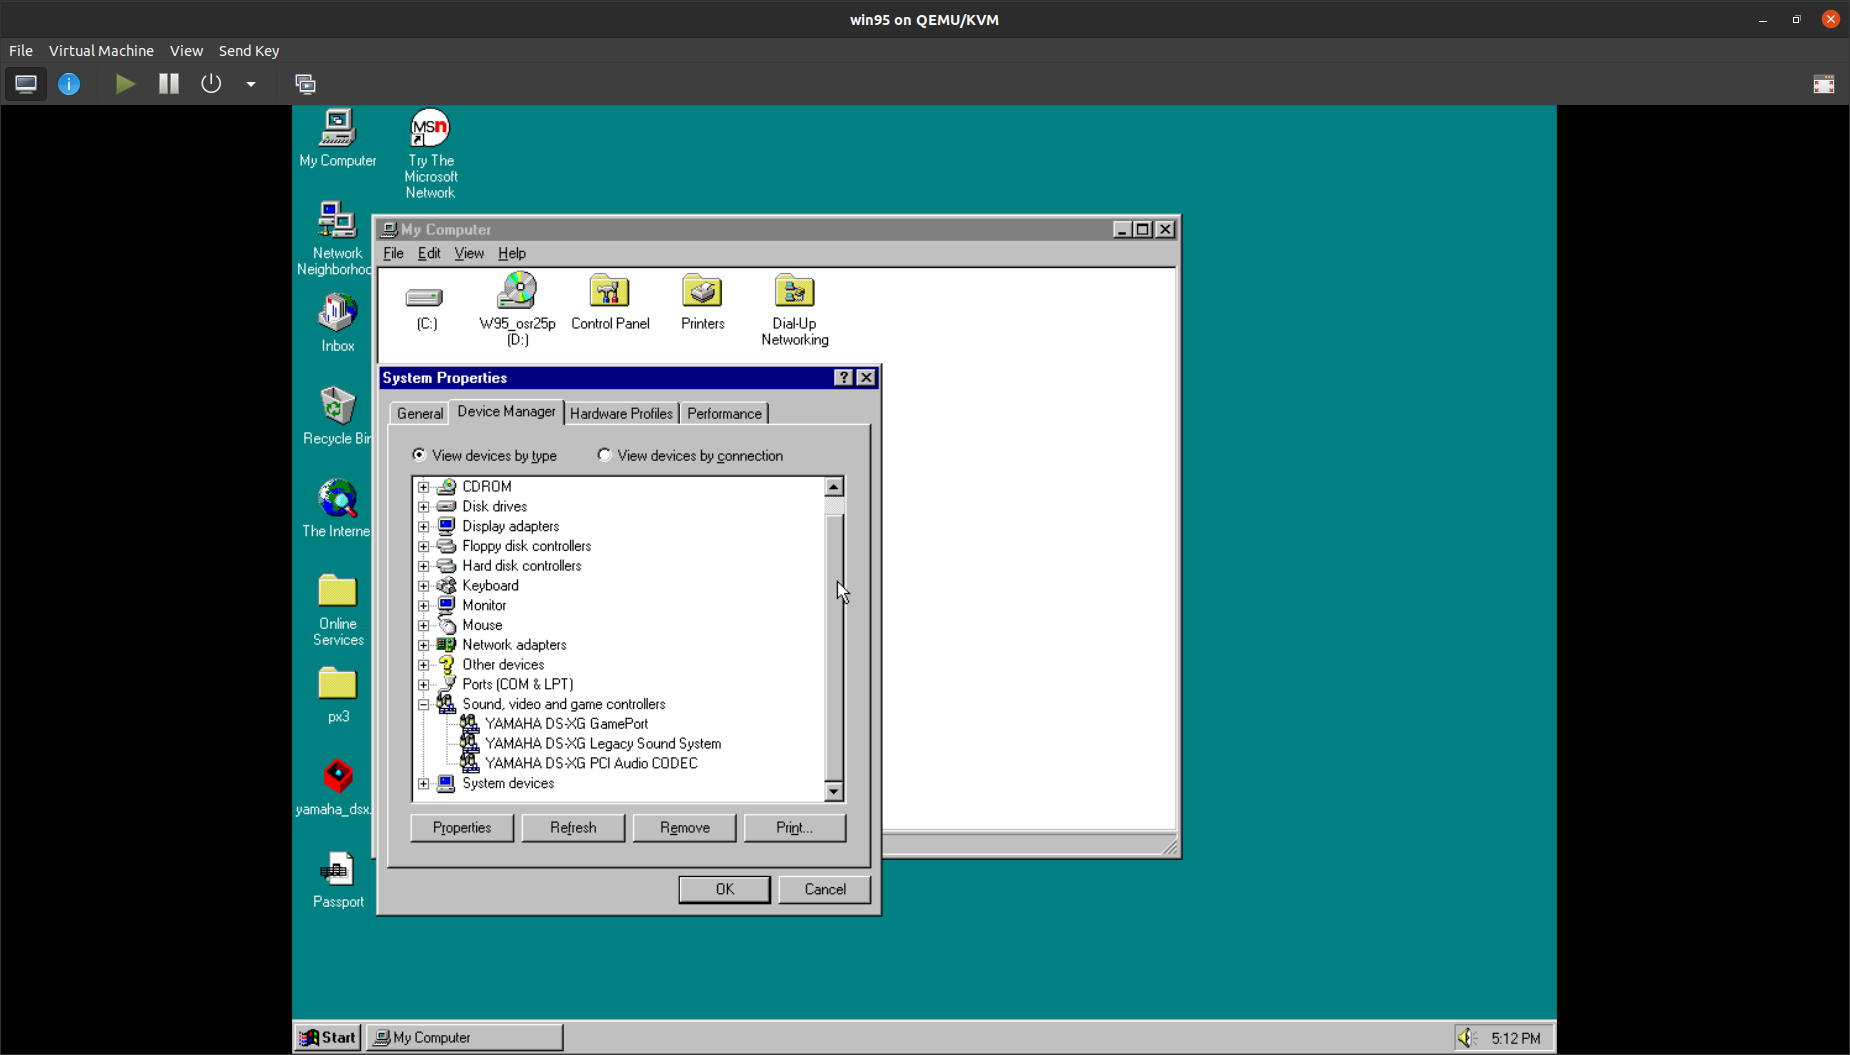 win95 on QEMU/KVM
File Virtual Machine View Send Key
My Computer
MSn
Try The
Microsoft
Network
Network
Neighborhoo
Inbox
Recycle Bin
The Interne
Online
Services
px3
yamaha_dsx.
Passport
My Computer
File Edit View Help
(C:)
W95_osr25p
(D:)
Control Panel
Printers
Dial-Up
Networking
System Properties
General Device Manager Hardware Profiles Performance
View devices by type View devices by connection
CDROM
Disk drives
Display adapters
Floppy disk controllers
Hard disk controllers
Keyboard
Monitor
Mouse
Network adapters
Other devices
Ports (COM & LPT)
Sound, video and game controllers
YAMAHA DS-XG GamePort
YAMAHA DS-XG Legacy Sound System
YAMAHA DS-XG PCI Audio CODEC
System devices
Properties Refresh Remove Print...
OK Cancel
Start My Computer 5:12 PM